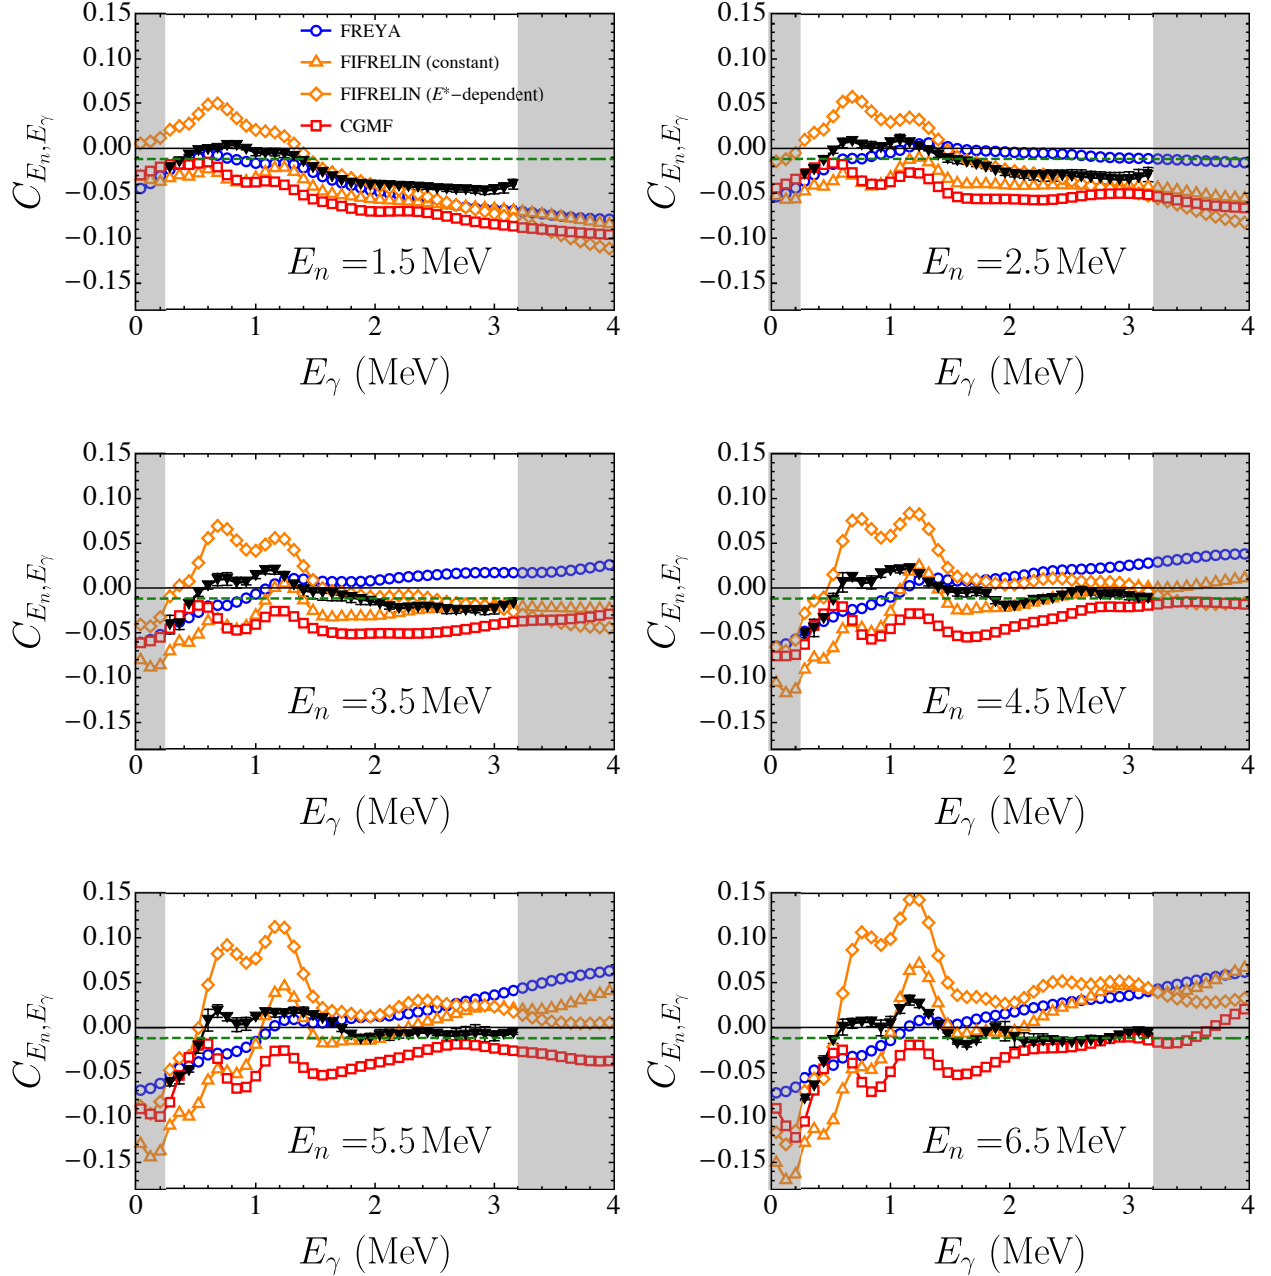 0.15
0.10
0.05
0.00
−0.05
−0.10
−0.15
C_{E_n,E_γ}
FREYA
FIFRELIN (constant)
FIFRELIN (E*−dependent)
CGMF
E_n =1.5 MeV
0 1 2 3 4
E_γ (MeV)
0.15
0.10
0.05
0.00
−0.05
−0.10
−0.15
C_{E_n,E_γ}
E_n =2.5 MeV
0 1 2 3 4
E_γ (MeV)
0.15
0.10
0.05
0.00
−0.05
−0.10
−0.15
C_{E_n,E_γ}
E_n =3.5 MeV
0 1 2 3 4
E_γ (MeV)
0.15
0.10
0.05
0.00
−0.05
−0.10
−0.15
C_{E_n,E_γ}
E_n =4.5 MeV
0 1 2 3 4
E_γ (MeV)
0.15
0.10
0.05
0.00
−0.05
−0.10
−0.15
C_{E_n,E_γ}
E_n =5.5 MeV
0 1 2 3 4
E_γ (MeV)
0.15
0.10
0.05
0.00
−0.05
−0.10
−0.15
C_{E_n,E_γ}
E_n =6.5 MeV
0 1 2 3 4
E_γ (MeV)